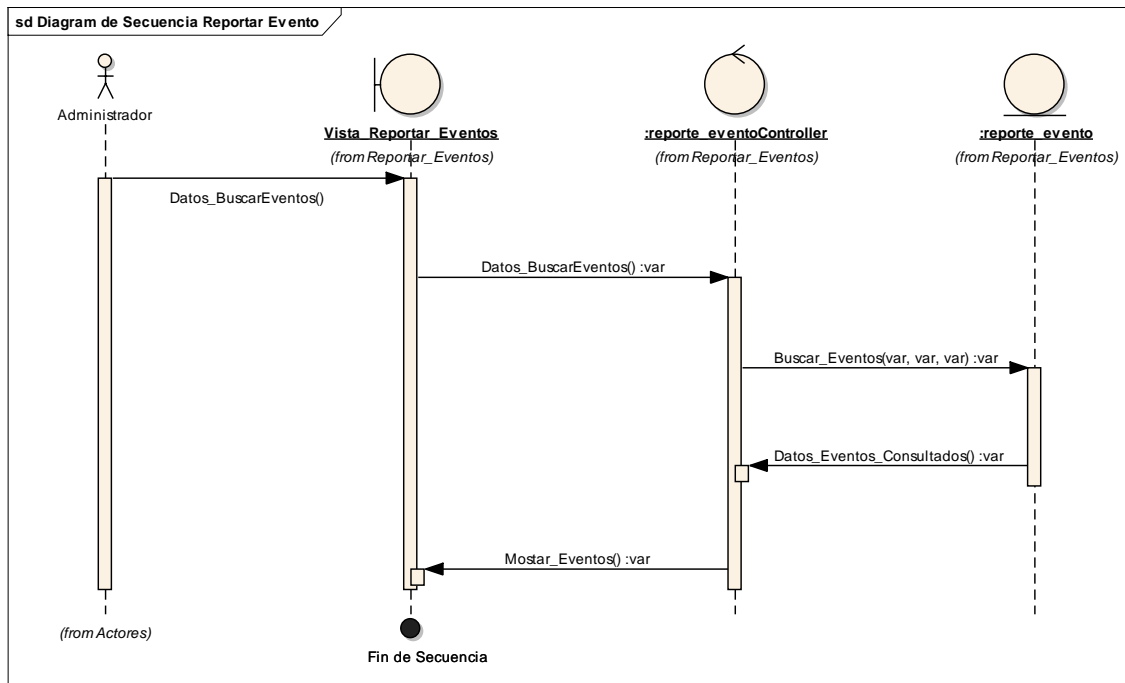 sd Diagram de Secuencia Reportar Evento
Administrador
Vista_Reportar_Eventos
(from Reportar_Eventos)
:reporte_eventoController
(from Reportar_Eventos)
:reporte_evento
(from Reportar_Eventos)
Datos_BuscarEventos()
Datos_BuscarEventos() :var
Buscar_Eventos(var, var, var) :var
Datos_Eventos_Consultados() :var
Mostar_Eventos() :var
(from Actores)
Fin de Secuencia